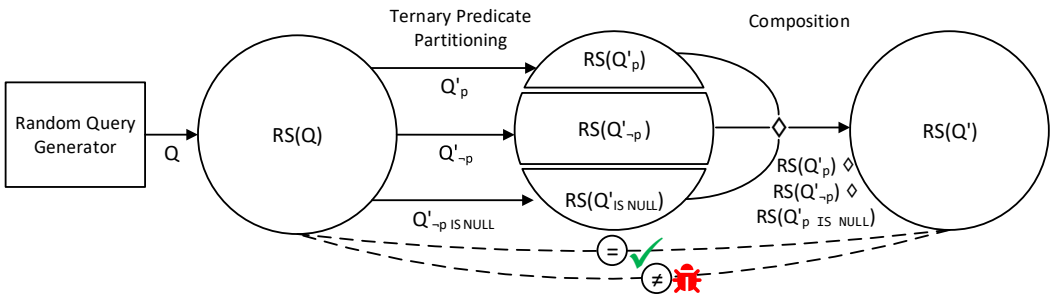 Ternary Predicate
Partitioning
Composition
Random Query
Generator
Q
RS(Q)
Q'p
Q'¬p
Q'¬p IS NULL
RS(Q'p)
RS(Q'¬p)
RS(Q'IS NULL)
◊
RS(Q'p) ◊
RS(Q'¬p) ◊
RS(Q'p IS NULL)
RS(Q')
=
≠